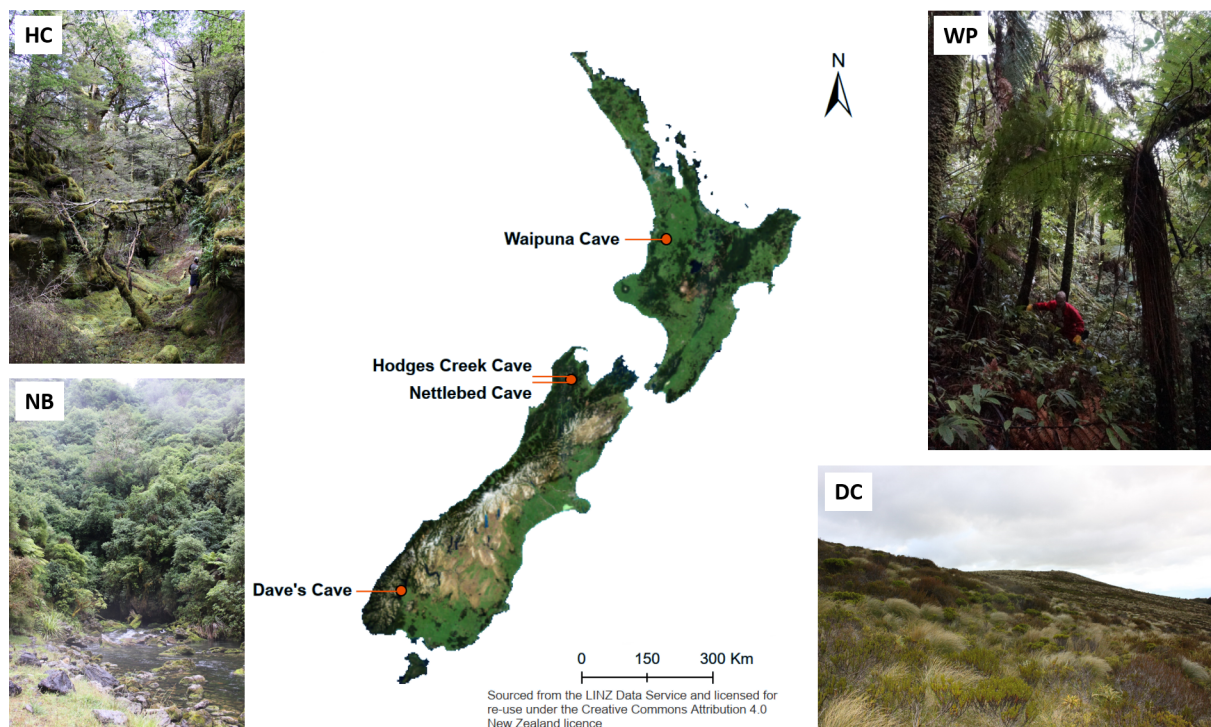 HC
WP
N
Waipuna Cave
Hodges Creek Cave
Nettlebed Cave
NB
DC
Dave's Cave
0 150 300 Km
Sourced from the LINZ Data Service and licensed for
re-use under the Creative Commons Attribution 4.0
New Zealand licence